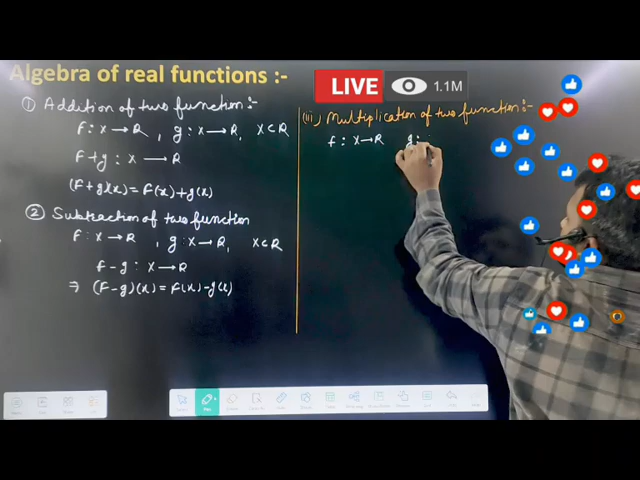 Algebra of real functions :-
LIVE 1.1M
① Addition of two function:-
f : X → R , g : X → R, X ⊂ R
f+g : X → R
(f+g)(x) = f(x)+g(x)
② Subtraction of two function
f : X → R , g : X → R, X ⊂ R
f-g : X → R
⇒ (f-g)(x) = f(x)-g(x)
(iii) Multiplication of two function:-
f : X → R g :
Pen